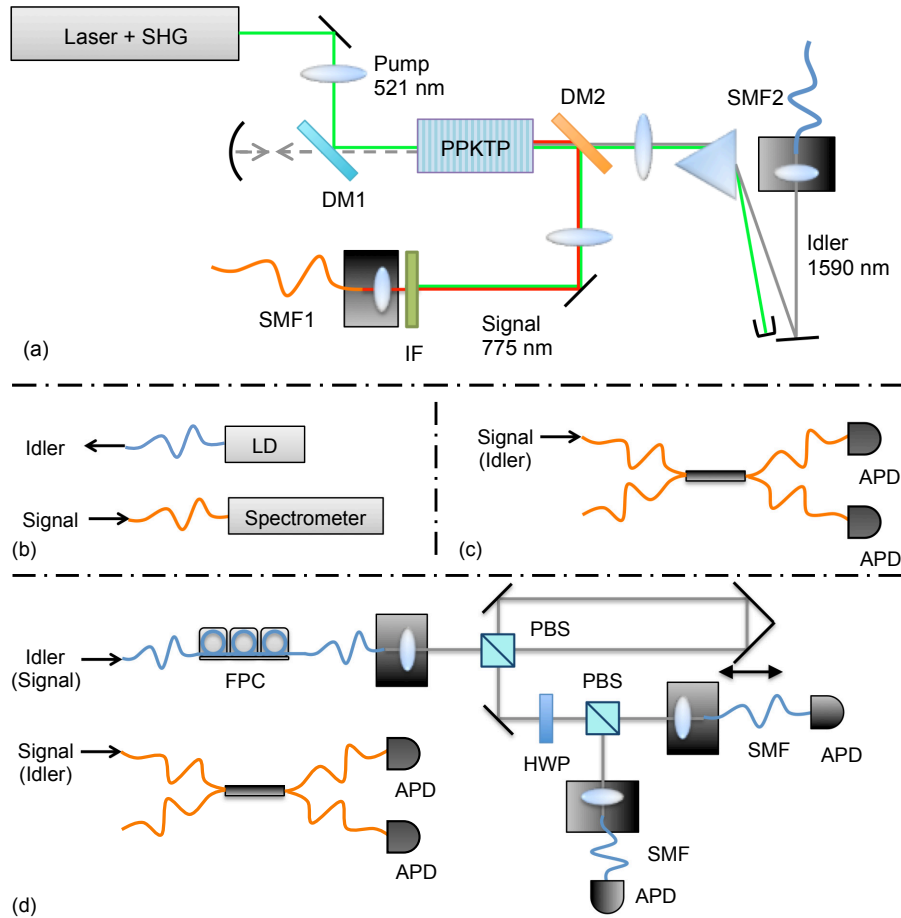 Laser + SHG
Pump
521 nm
DM2
SMF2
PPKTP
DM1
Idler
1590 nm
SMF1
Signal
775 nm
IF
(a)
Idler
LD
Signal
Spectrometer
(b)
Signal
(Idler)
APD
APD
(c)
Idler
(Signal)
FPC
PBS
PBS
HWP
SMF
APD
Signal
(Idler)
APD
APD
SMF
APD
(d)